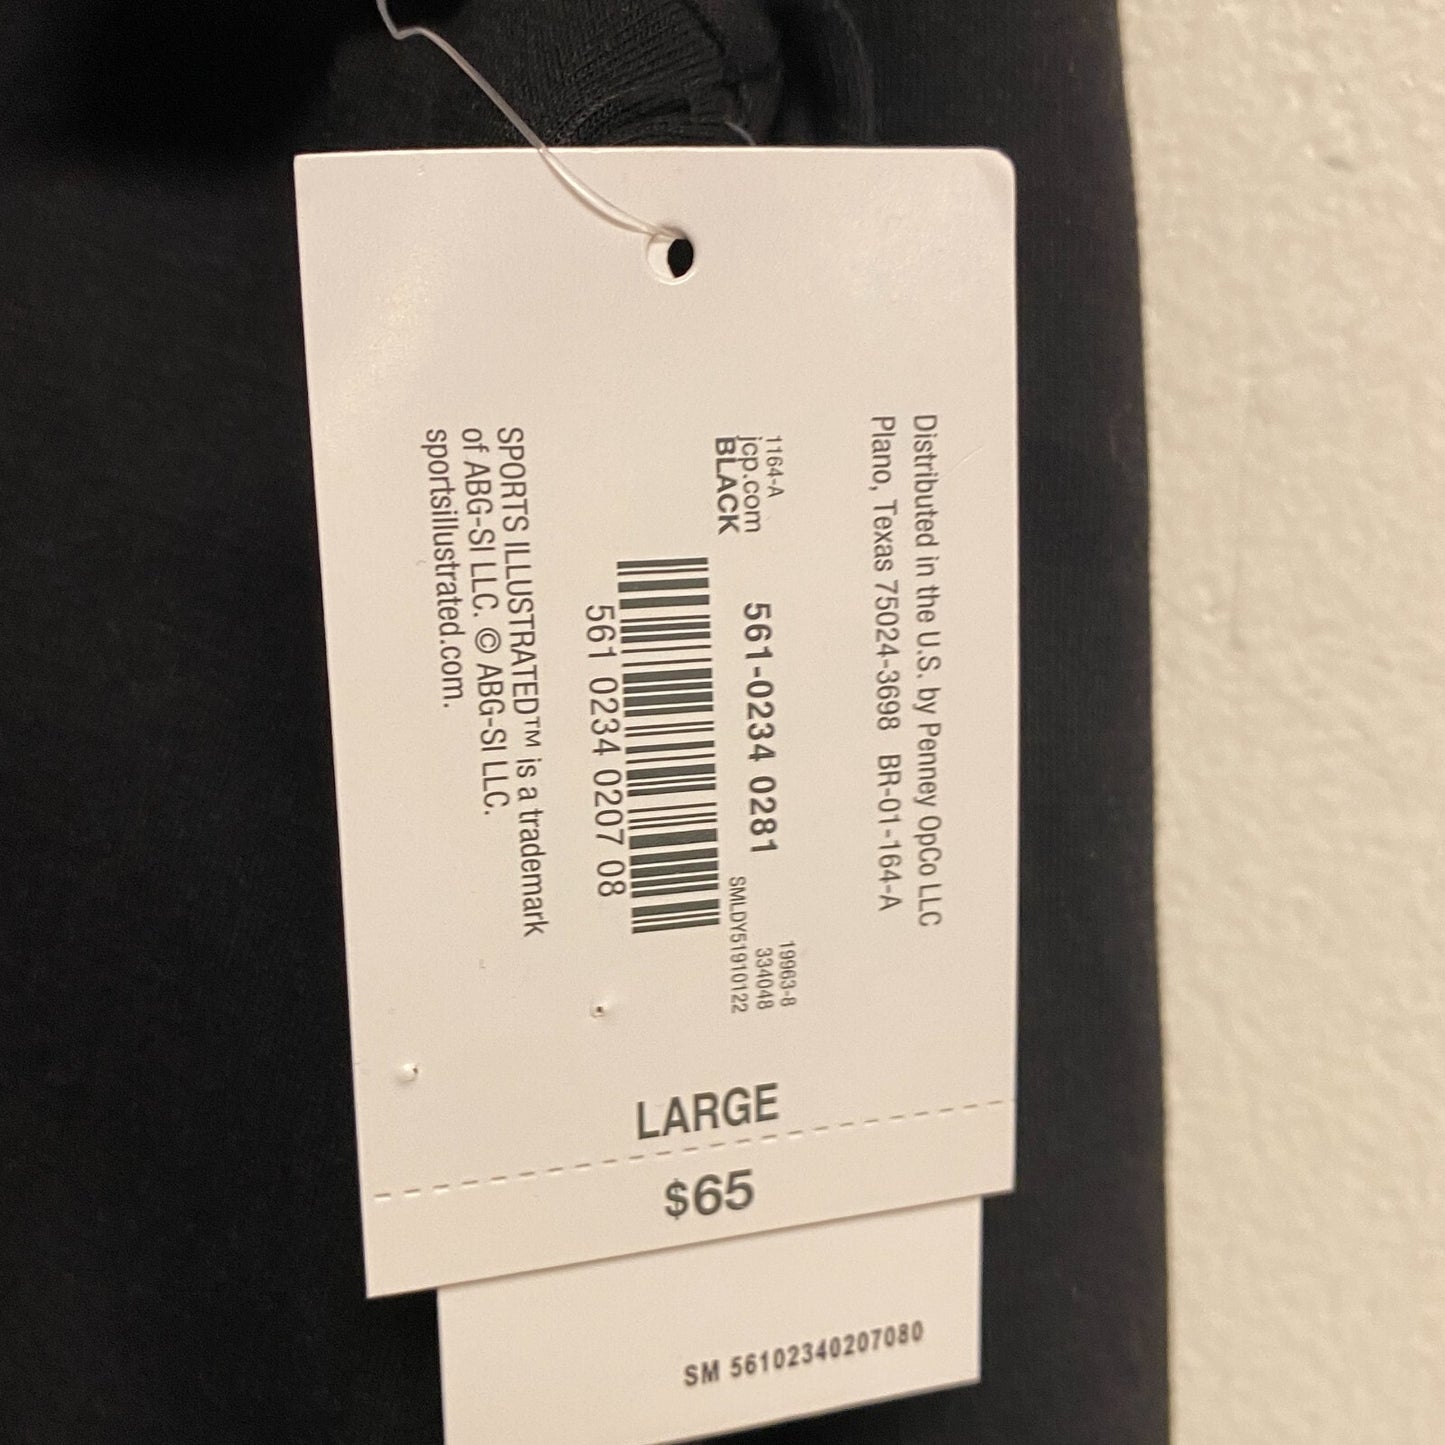 Distributed in the U.S. by Penney OpCo LLC
Plano, Texas 75024-3698 BR-01-164-A
1164-A
jcp.com
BLACK
561-0234 0281
19963-8
334048
SMLDY51910122
561 0234 0207 08
SPORTS ILLUSTRATED™ is a trademark
of ABG-SI LLC. © ABG-SI LLC.
sportsillustrated.com.
LARGE
$65
SM 56102340207080